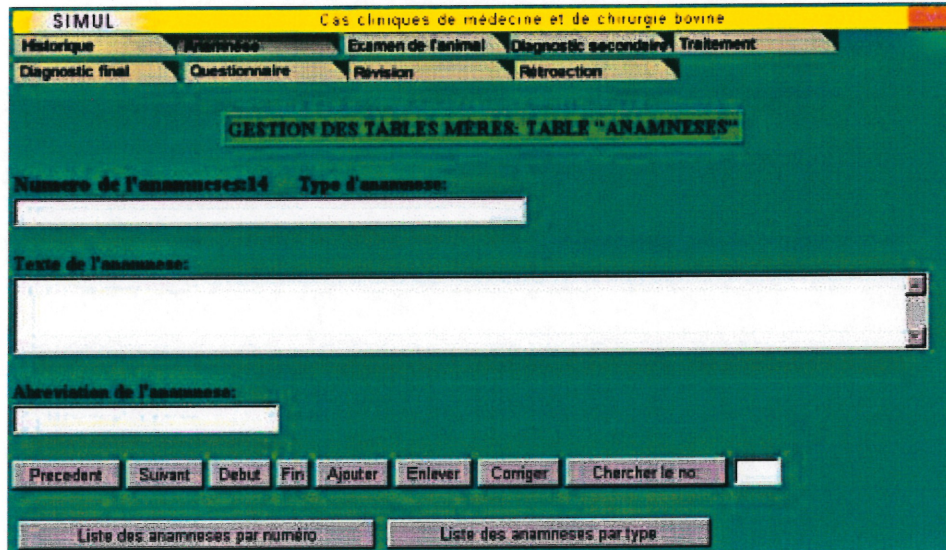 SIMUL Cas cliniques de médecine et de chirurgie bovine
Historique Anamnèse Examen de l'animal Diagnostic secondaire Traitement
Diagnostic final Questionnaire Révision Rétroaction
GESTION DES TABLES MÈRES: TABLE "ANAMNESES"
Numero de l'anamneses:14 Type d'anamnese:
Texte de l'anamnese:
Abreviation de l'anamnese:
Precedent Suivant Debut Fin Ajouter Enlever Corriger Chercher le no:
Liste des anamneses par numéro Liste des anamneses par type